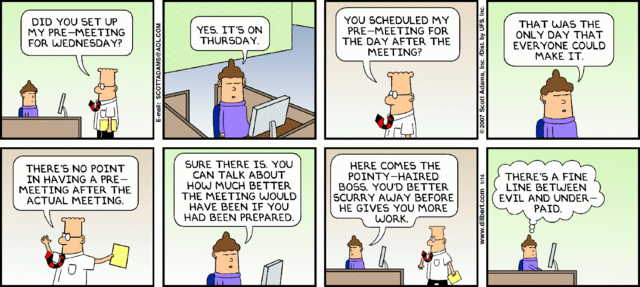 DID YOU SET UP
MY PRE-MEETING
FOR WEDNESDAY?
YES. IT'S ON
THURSDAY.
E-mail: SCOTTADAMS@AOL.COM
YOU SCHEDULED MY
PRE-MEETING FOR
THE DAY AFTER THE
MEETING?
THAT WAS THE
ONLY DAY THAT
EVERYONE COULD
MAKE IT.
© 2007 Scott Adams, Inc. /Dist. by UFS, Inc.
THERE'S NO POINT
IN HAVING A PRE-
MEETING AFTER THE
ACTUAL MEETING.
SURE THERE IS. YOU
CAN TALK ABOUT
HOW MUCH BETTER
THE MEETING WOULD
HAVE BEEN IF YOU
HAD BEEN PREPARED.
HERE COMES THE
POINTY-HAIRED
BOSS. YOU'D BETTER
SCURRY AWAY BEFORE
HE GIVES YOU MORE
WORK.
www.dilbert.com 1/14
THERE'S A FINE
LINE BETWEEN
EVIL AND UNDER-
PAID.